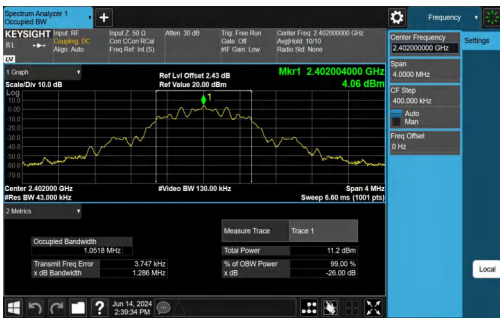 Spectrum Analyzer 1
Occupied BW
Frequency
KEYSIGHT
RL
Input: RF
Coupling: DC
Align: Auto
Input Z: 50 Ω
Corr CCorr RCal
Freq Ref: Int (S)
Atten: 30 dB
Trig: Free Run
Gate: Off
#IF Gain: Low
Center Freq: 2.402000000 GHz
Avg|Hold: 10/10
Radio Std: None
Center Frequency
2.402000000 GHz
Settings
Span
4.0000 MHz
CF Step
400.000 kHz
Auto
Man
Freq Offset
0 Hz
Local
1 Graph
Scale/Div 10.0 dB
Ref Lvl Offset 2.43 dB
Ref Value 20.00 dBm
Mkr1 2.402004000 GHz
4.06 dBm
Log
10.0
0.00
-10.0
-20.0
-30.0
-40.0
-50.0
-60.0
-70.0
1
Center 2.402000 GHz
#Res BW 43.000 kHz
#Video BW 130.00 kHz
Span 4 MHz
Sweep 6.60 ms (1001 pts)
2 Metrics
Measure Trace
Trace 1
Occupied Bandwidth
1.0518 MHz
Total Power
11.2 dBm
Transmit Freq Error
3.747 kHz
% of OBW Power
99.00 %
x dB Bandwidth
1.286 MHz
x dB
-26.00 dB
?
Jun 14, 2024
2:39:34 PM